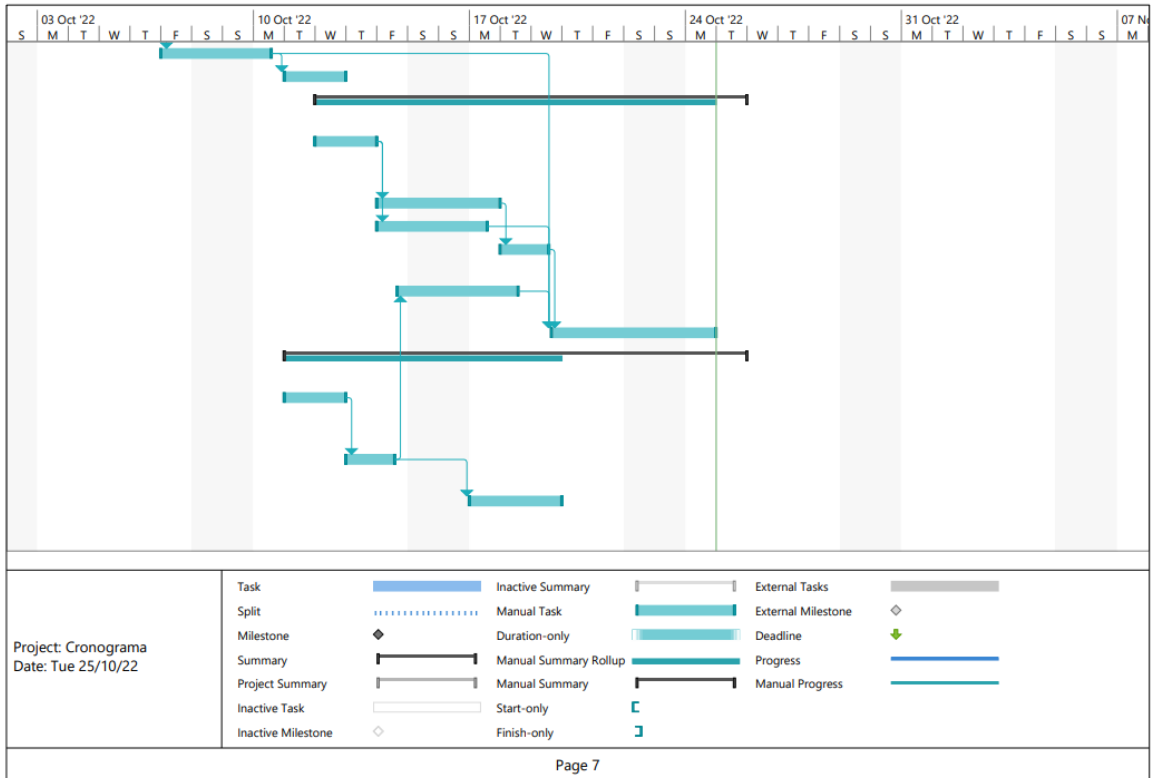 03 Oct '22 10 Oct '22 17 Oct '22 24 Oct '22 31 Oct '22 07
S M T W T F S S M T W T F S S M T W T F S S M T W T F S S M T W T F S S M
Task Inactive Summary External Tasks
Split Manual Task External Milestone
Milestone Duration-only Deadline
Summary Manual Summary Rollup Progress
Project Summary Manual Summary Manual Progress
Inactive Task Start-only
Inactive Milestone Finish-only
Project: Cronograma
Date: Tue 25/10/22
Page 7